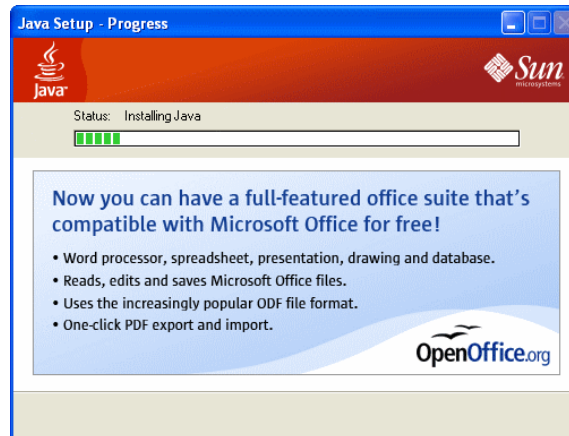 Java Setup - Progress
Java
Sun
microsystems
Status: Installing Java
Now you can have a full-featured office suite that's
compatible with Microsoft Office for free!
• Word processor, spreadsheet, presentation, drawing and database.
• Reads, edits and saves Microsoft Office files.
• Uses the increasingly popular ODF file format.
• One-click PDF export and import.
OpenOffice.org